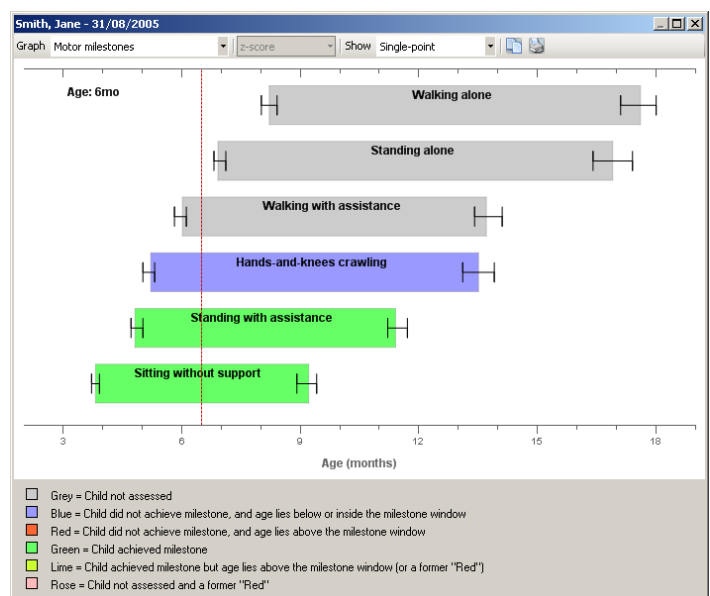 Smith, Jane - 31/08/2005
Graph Motor milestones z-score Show Single-point
Age: 6mo
Walking alone
Standing alone
Walking with assistance
Hands-and-knees crawling
Standing with assistance
Sitting without support
3 6 9 12 15 18
Age (months)
Grey = Child not assessed
Blue = Child did not achieve milestone, and age lies below or inside the milestone window
Red = Child did not achieve milestone, and age lies above the milestone window
Green = Child achieved milestone
Lime = Child achieved milestone but age lies above the milestone window (or a former "Red")
Rose = Child not assessed and a former "Red"